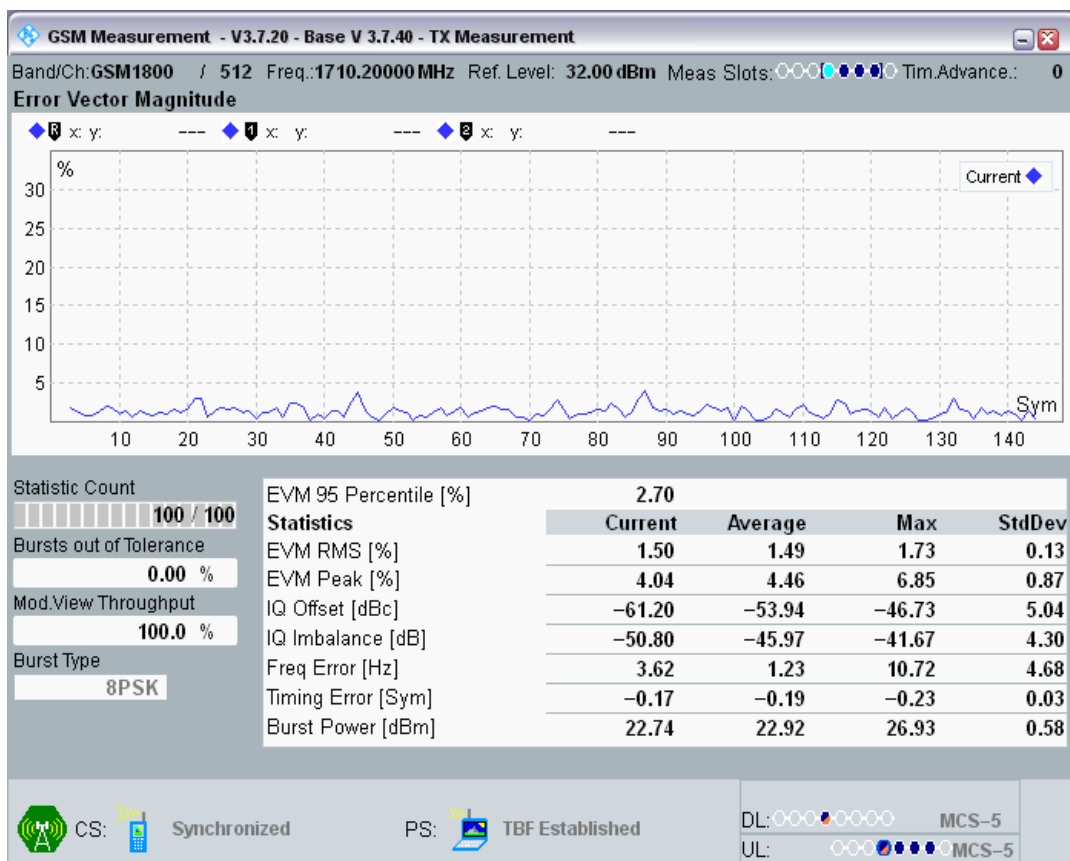 GSM Measurement - V3.7.20 - Base V 3.7.40 - TX Measurement
Band/Ch:GSM1800 / 512 Freq.:1710.20000 MHz Ref. Level: 32.00 dBm Meas Slots: Tim.Advance.: 0
Error Vector Magnitude
R x: y: --- 1 x: y: --- 2 x: y: ---
%
Current
30
25
20
15
10
5
Sym
10 20 30 40 50 60 70 80 90 100 110 120 130 140
Statistic Count
100 / 100
Bursts out of Tolerance
0.00 %
Mod.View Throughput
100.0 %
Burst Type
8PSK
EVM 95 Percentile [%] 2.70
Statistics Current Average Max StdDev
EVM RMS [%] 1.50 1.49 1.73 0.13
EVM Peak [%] 4.04 4.46 6.85 0.87
IQ Offset [dBc] −61.20 −53.94 −46.73 5.04
IQ Imbalance [dB] −50.80 −45.97 −41.67 4.30
Freq Error [Hz] 3.62 1.23 10.72 4.68
Timing Error [Sym] −0.17 −0.19 −0.23 0.03
Burst Power [dBm] 22.74 22.92 26.93 0.58
CS: Synchronized PS: TBF Established
DL: MCS−5
UL: MCS−5